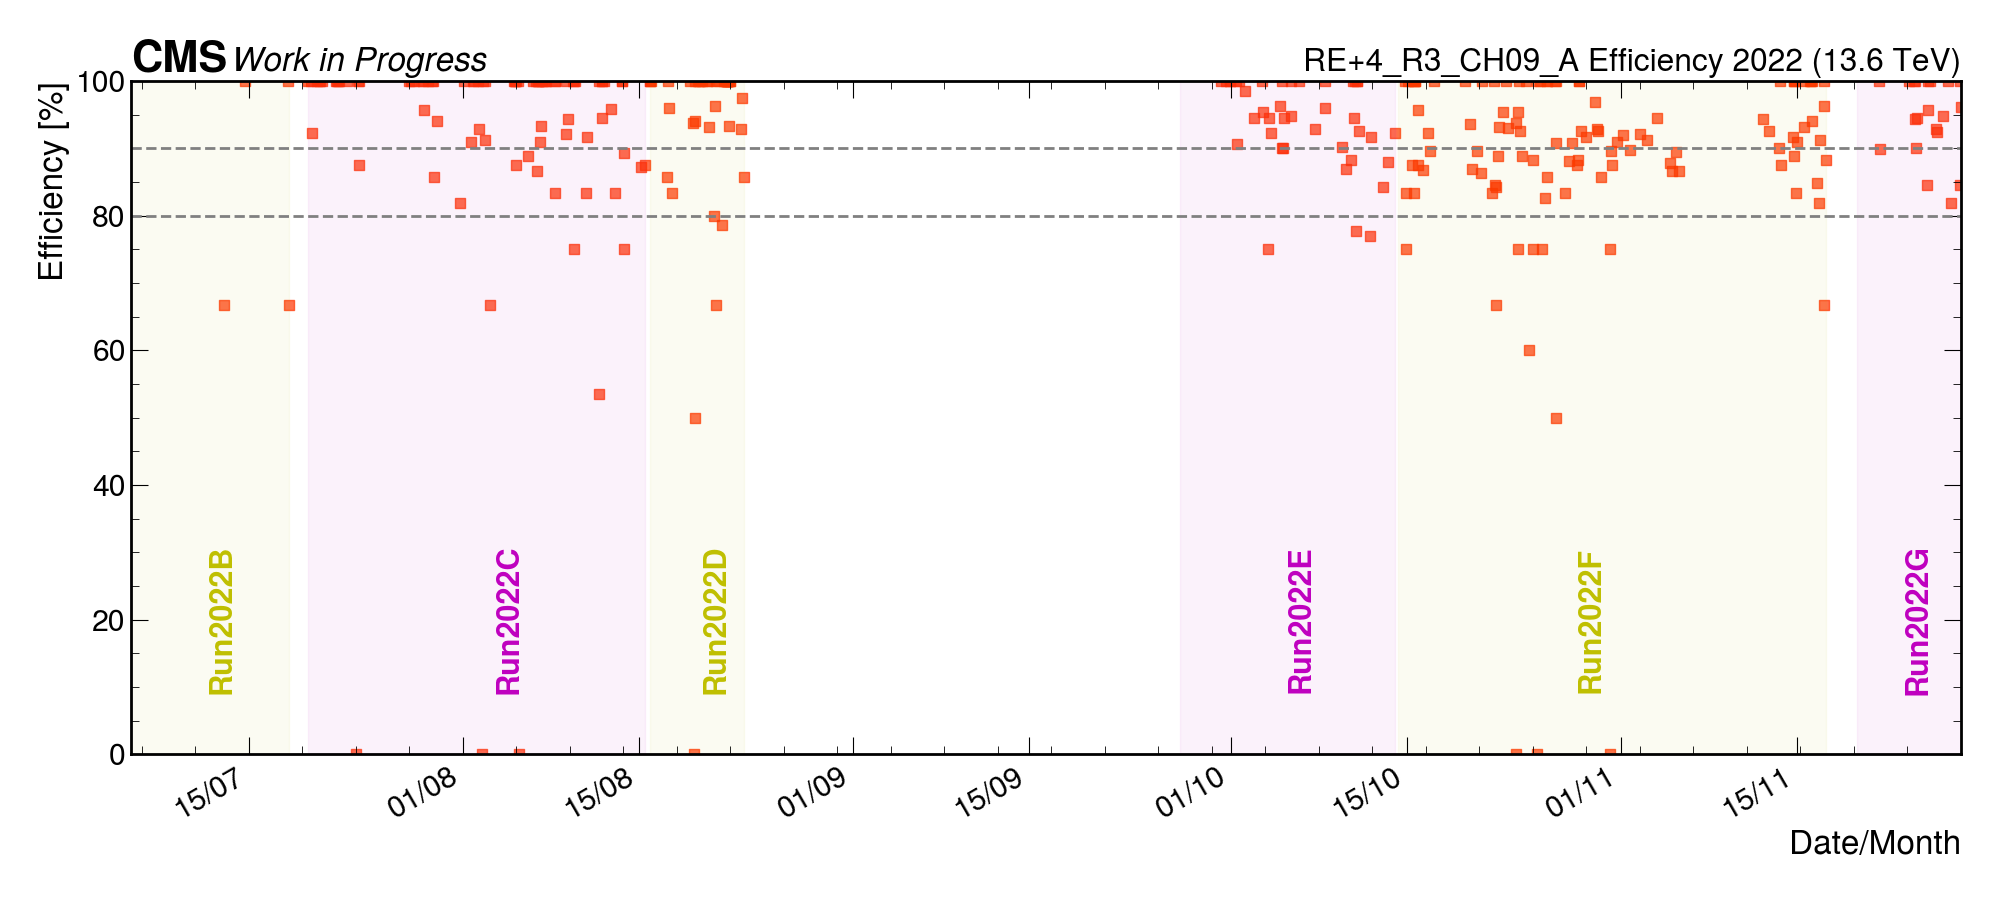 CMS Work in Progress
RE+4_R3_CH09_A Efficiency 2022 (13.6 TeV)
Efficiency [%]
100
80
60
40
20
0
Run2022B
Run2022C
Run2022D
Run2022E
Run2022F
Run2022G
15/07
01/08
15/08
01/09
15/09
01/10
15/10
01/11
15/11
Date/Month